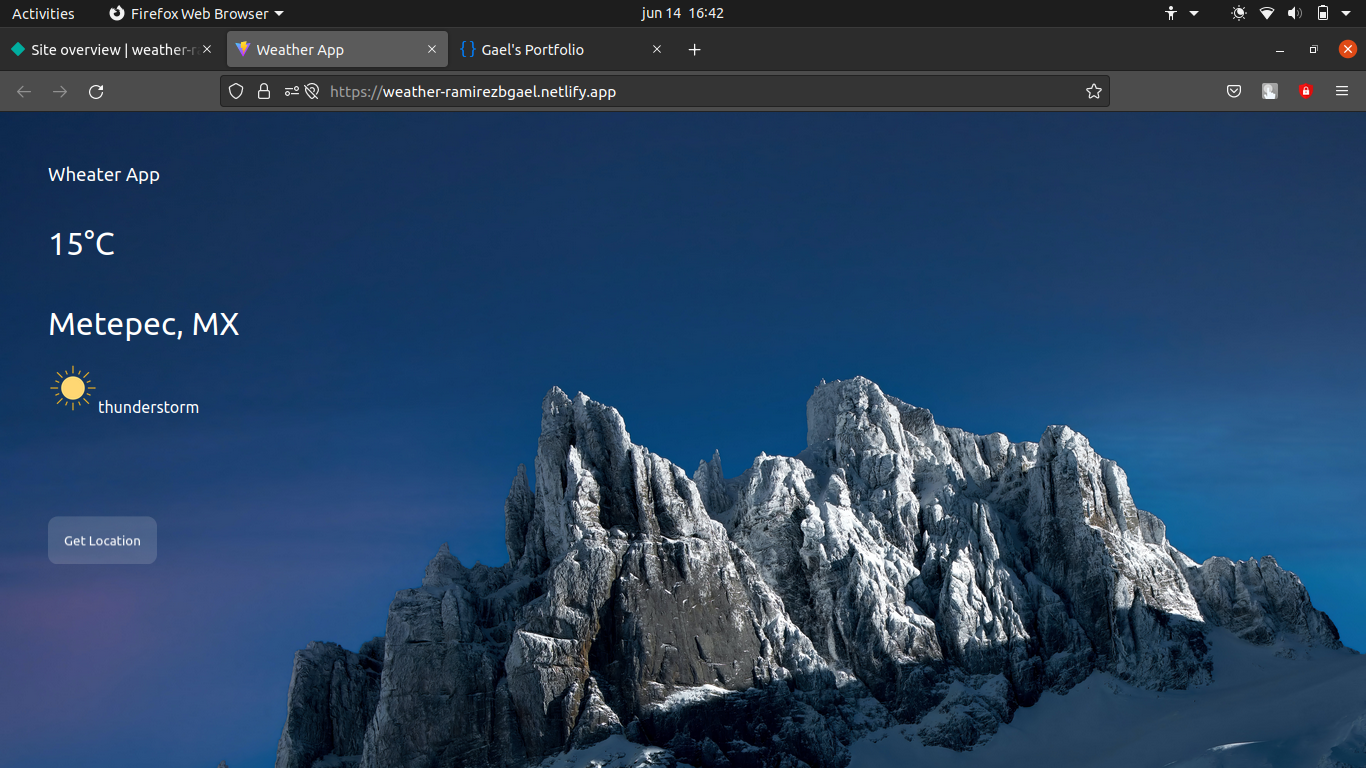 Activities Firefox Web Browser jun 14 16:42
Site overview | weather-r Weather App Gael's Portfolio
https://weather-ramirezbgael.netlify.app
Wheater App
15°C
Metepec, MX
thunderstorm
Get Location